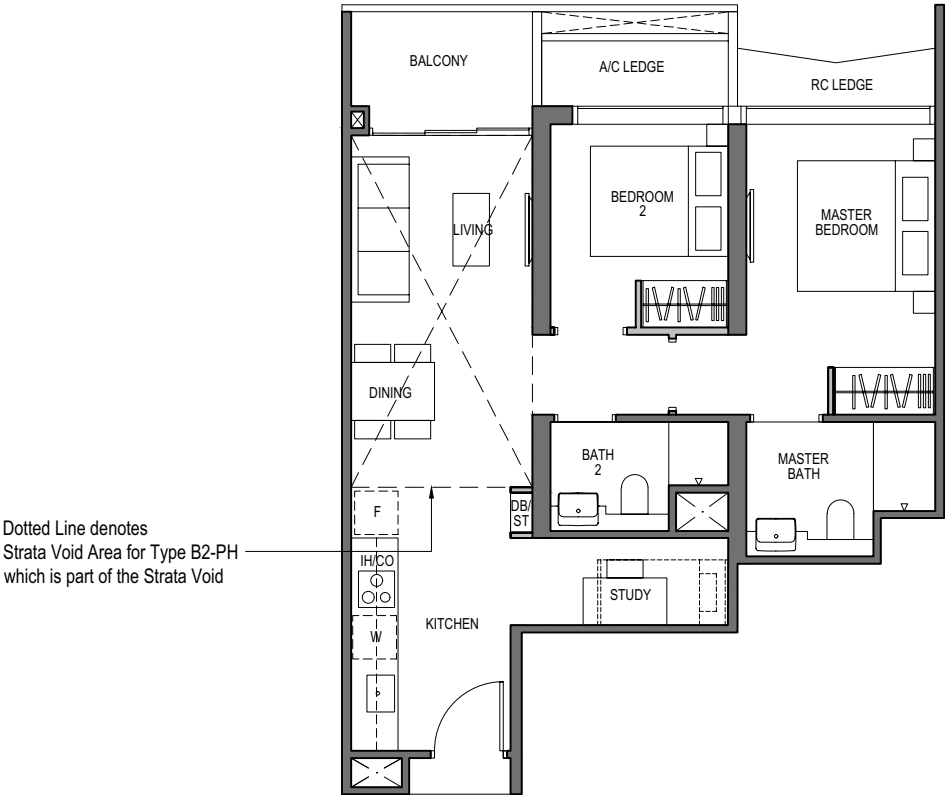 BALCONY
A/C LEDGE
RC LEDGE
BEDROOM
2
MASTER
BEDROOM
LIVING
DINING
BATH
2
MASTER
BATH
F
DB/
ST
Dotted Line denotes
Strata Void Area for Type B2-PH
which is part of the Strata Void
IH/CO
STUDY
KITCHEN
W